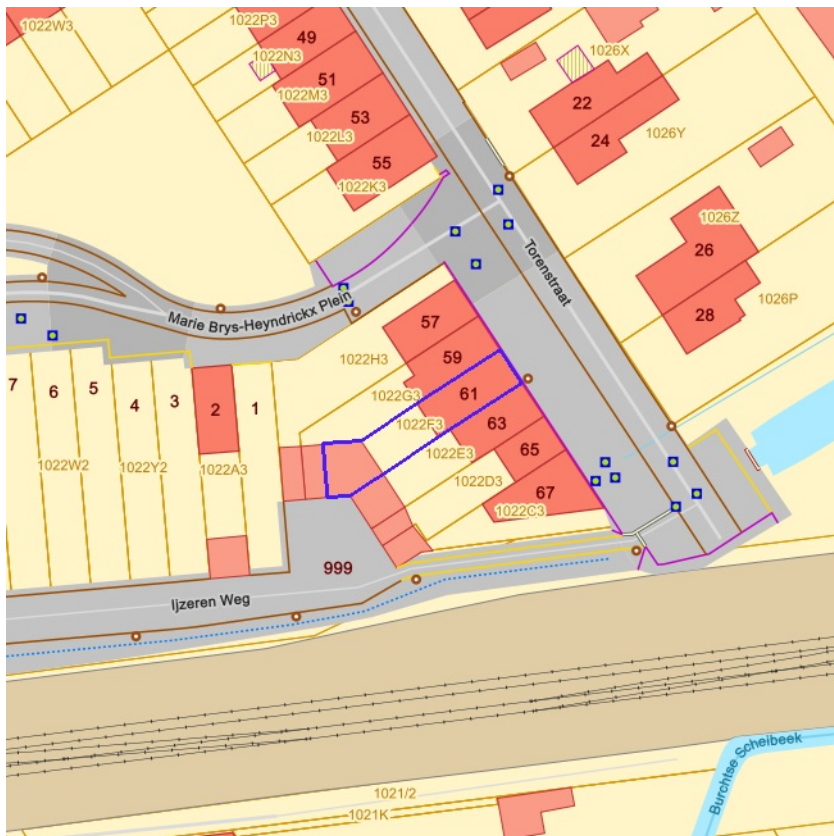 1022W3
1022P3
49
1022N3
51
1022M3
53
1022L3
55
1022K3
1026X
22
24
1026Y
1026Z
26
28
1026P
Torenstraat
Marie Brys-Heyndrickx Plein
57
59
61
63
65
67
1022H3
1022G3
1022F3
1022E3
1022D3
1022C3
7
6
5
4
3
2
1
1022W2
1022Y2
1022A3
999
Ijzeren Weg
Burchtse Scheibeek
1021/2
1021K